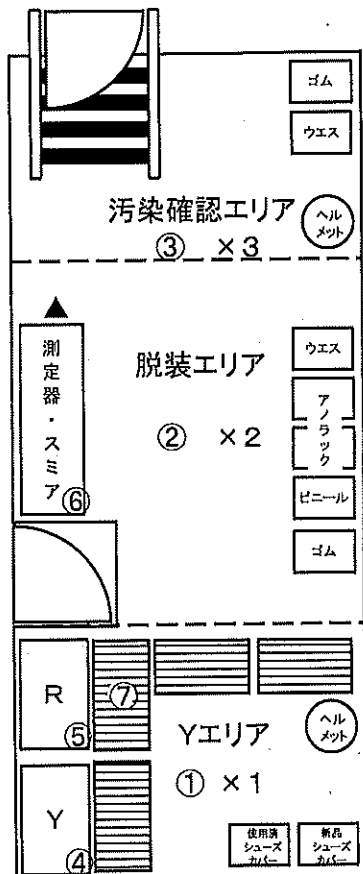 ゴム
ウエス
汚染確認エリア
ヘル
メット
③ ×3
測定器・スミア
⑥
脱装エリア
② ×2
ウエス
アノラック
ビニール
ゴム
R
⑤
⑦
Yエリア
ヘル
メット
① ×1
Y
④
使用済
シューズ
カバー
新品
シューズ
カバー